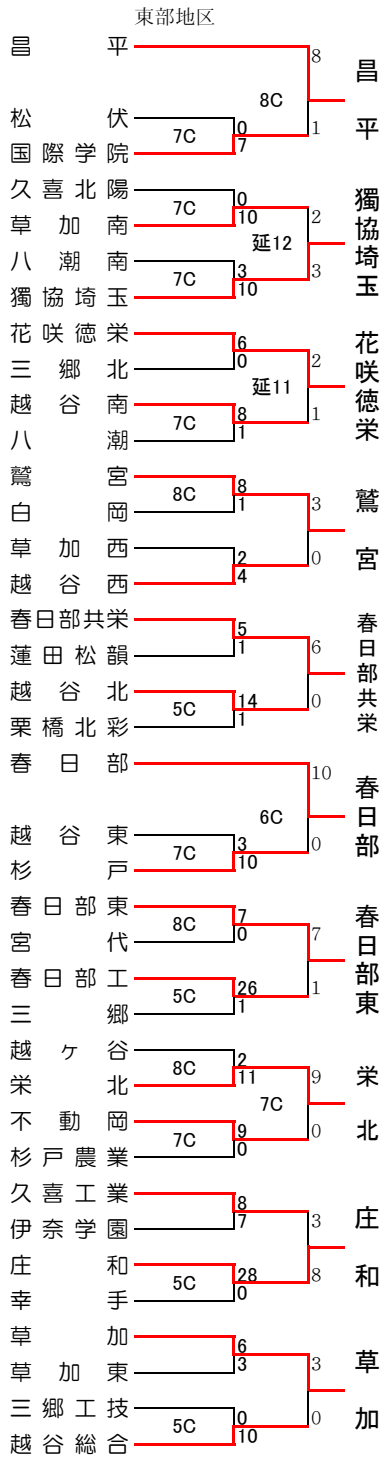 東部地区
昌平
8
8C
昌平
松伏
0
7C
1
国際学院
7
久喜北陽
0
7C
草加南
10
2
延12
獨協埼玉
八潮南
3
7C
3
獨協埼玉
10
花咲徳栄
6
2
三郷北
0
延11
花咲徳栄
越谷南
8
7C
1
八潮
1
鷲宮
8
8C
3
白岡
1
鷲宮
草加西
2
0
越谷西
4
春日部共栄
5
6
蓮田松韻
1
春日部共栄
越谷北
14
5C
0
栗橋北彩
1
春日部
10
6C
春日部
越谷東
3
7C
0
杉戸
10
春日部東
7
8C
7
宮代
0
春日部東
春日部工
26
5C
1
三郷
1
越ヶ谷
2
8C
9
栄北
11
7C
栄北
不動岡
9
7C
0
杉戸農業
0
久喜工業
8
3
伊奈学園
7
庄和
庄和
28
5C
8
幸手
0
草加
6
3
草加東
3
草加
三郷工技
0
5C
0
越谷総合
10